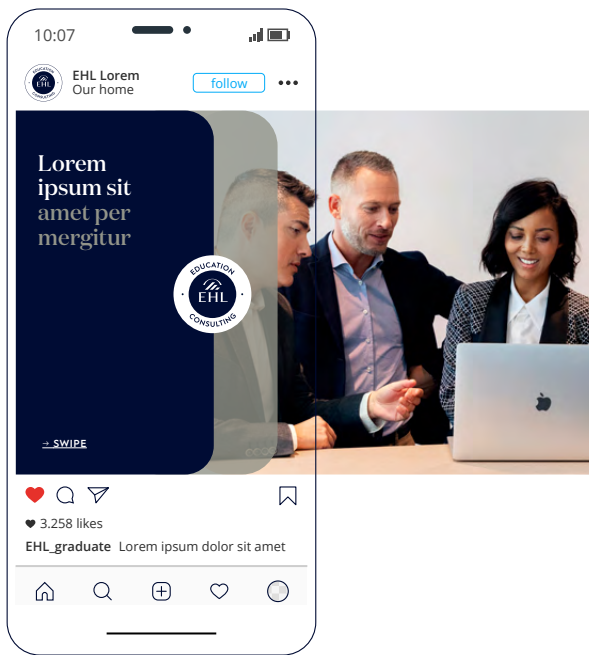 10:07
EHL Lorem
Our home
follow
Lorem
ipsum sit
amet per
mergitur
EDUCATION
EHL
CONSULTING
→ SWIPE
3.258 likes
EHL_graduate Lorem ipsum dolor sit amet